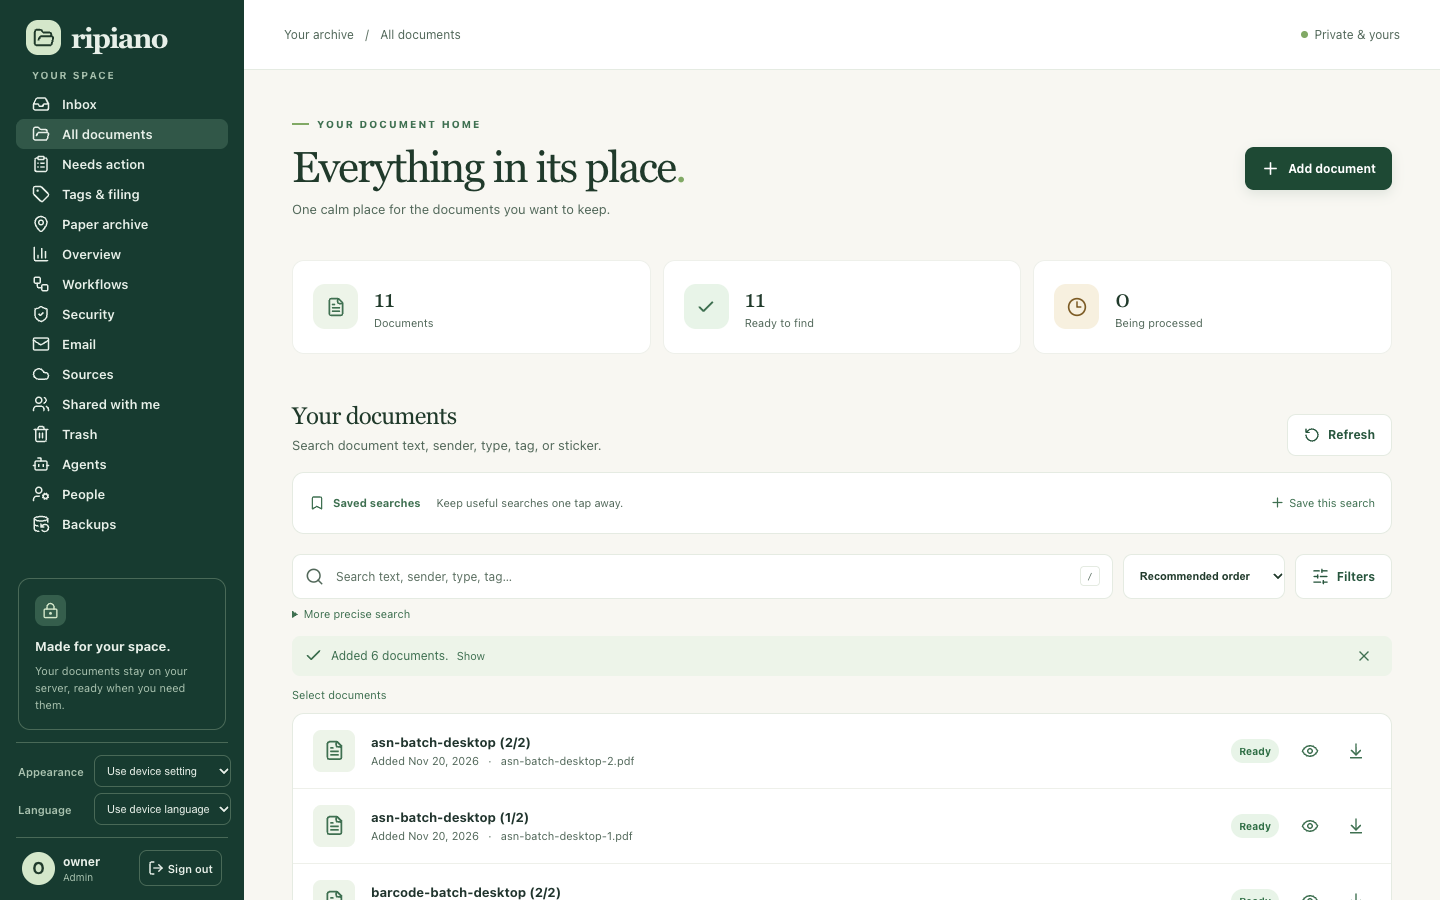 ripiano
YOUR SPACE
Inbox
All documents
Needs action
Tags & filing
Paper archive
Overview
Workflows
Security
Email
Sources
Shared with me
Trash
Agents
People
Backups
Made for your space.
Your documents stay on your
server, ready when you need
them.
Appearance Use device setting
Language Use device language
O owner
Admin
Sign out
Your archive / All documents
Private & yours
YOUR DOCUMENT HOME
Everything in its place.
One calm place for the documents you want to keep.
Add document
11
Documents
11
Ready to find
0
Being processed
Your documents
Search document text, sender, type, tag, or sticker.
Refresh
Saved searches Keep useful searches one tap away.
Save this search
Search text, sender, type, tag... /
Recommended order
Filters
More precise search
Added 6 documents. Show
Select documents
asn-batch-desktop (2/2)
Added Nov 20, 2026 · asn-batch-desktop-2.pdf
Ready
asn-batch-desktop (1/2)
Added Nov 20, 2026 · asn-batch-desktop-1.pdf
Ready
barcode-batch-desktop (2/2)
Ready